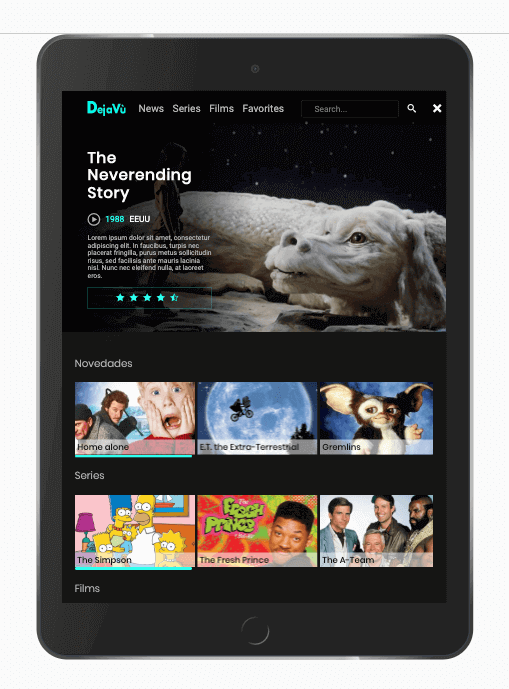 DejaVù News Series Films Favorites Search...
The
Neverending
Story
1988 EEUU
Lorem ipsum dolor sit amet, consectetur
adipiscing elit. In faucibus, turpis nec
placerat fringilla, purus metus sollicitudin
risus, sed facilisis ante mauris lacinia
nisl. Nunc nec eleifend nulla, at laoreet
eros.
Novedades
Home alone
E.T. the Extra-Terrestrial
Gremlins
Series
The Simpson
The Fresh Prince
The Fresh Prince
The A-Team
Films